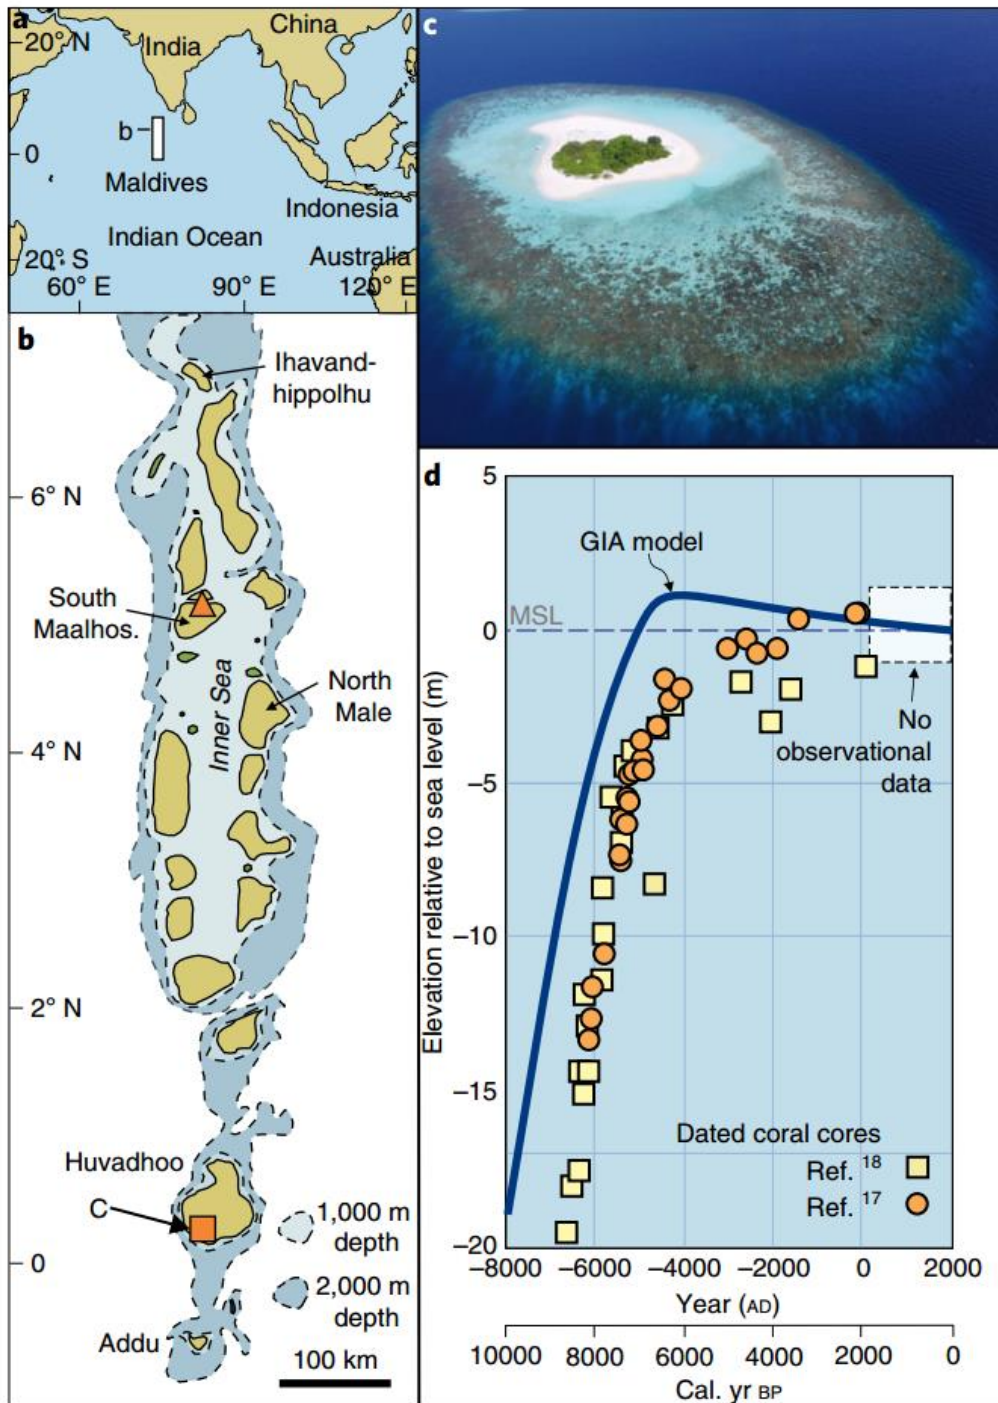 a
20° N
India
China
b
0
Maldives
Indonesia
Indian Ocean
Australia
20° S
60° E
90° E
120° E
b
Ihavand-
hippolhu
6° N
South
Maalhos.
Inner Sea
North
Male
4° N
2° N
Huvadhoo
C
1,000 m
depth
0
2,000 m
depth
Addu
100 km
c
d
5
GIA model
MSL
0
No
observational
data
−5
Elevation relative to sea level (m)
−10
−15
Dated coral cores
Ref. 18
Ref. 17
−20
−8000 −6000 −4000 −2000 0 2000
Year (AD)
10000 8000 6000 4000 2000 0
Cal. yr BP